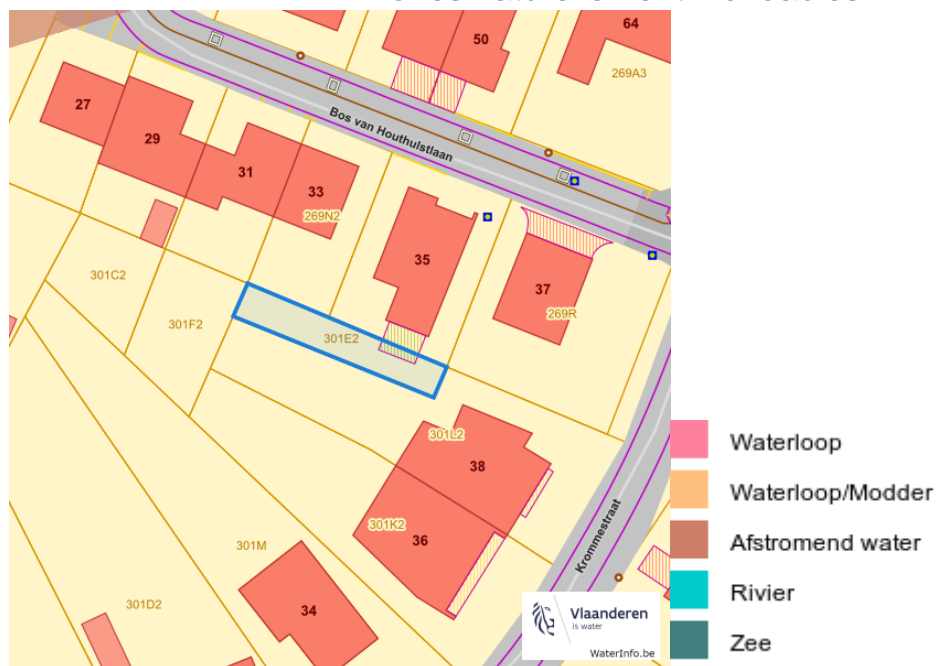 50
64
269A3
27
29
Bos van Houthulstlaan
31
33
269N2
35
301C2
37
269R
301F2
301E2
Waterloop
301L2
38
Waterloop/Modder
301K2
36
Afstromend water
301M
Krommestraat
Rivier
301D2
34
Vlaanderen
is water
Zee
WaterInfo.be